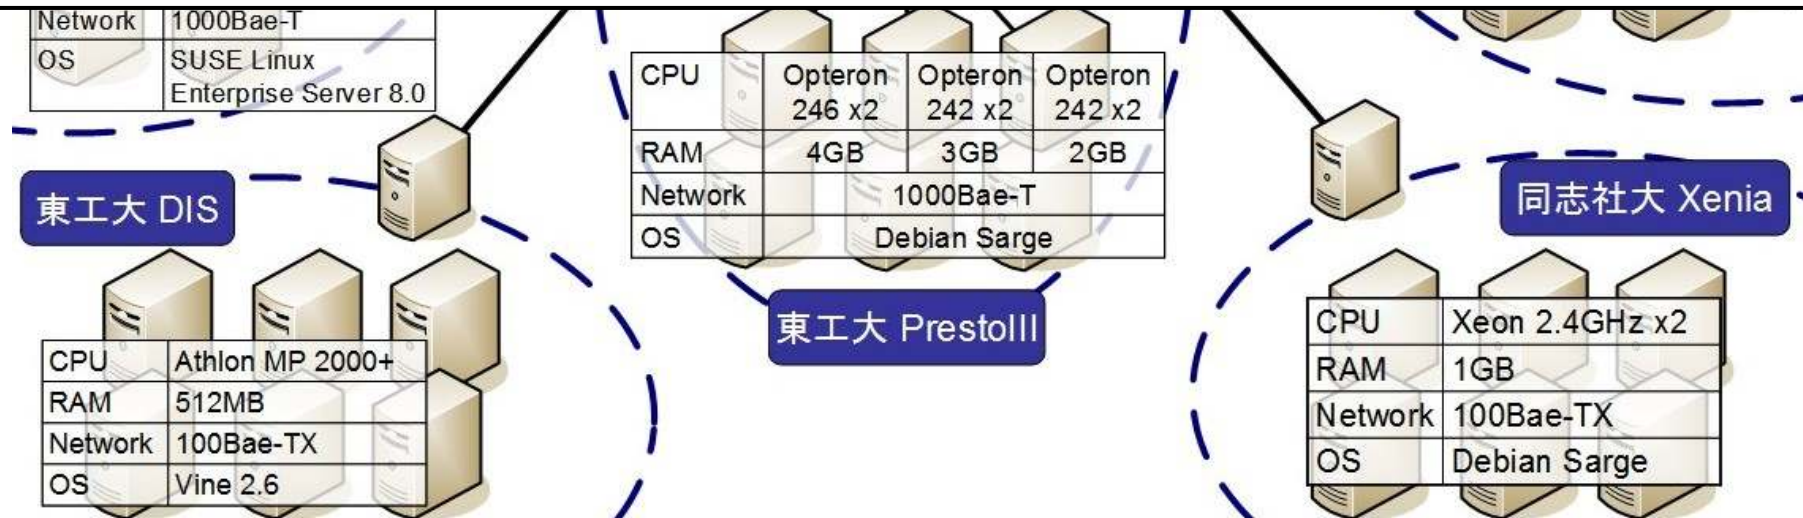 Network 1000Bae-T
OS SUSE Linux
Enterprise Server 8.0
CPU Opteron Opteron Opteron
246 x2 242 x2 242 x2
RAM 4GB 3GB 2GB
Network 1000Bae-T
OS Debian Sarge
東工大 DIS
東工大 PrestoIII
同志社大 Xenia
CPU Athlon MP 2000+
RAM 512MB
Network 100Bae-TX
OS Vine 2.6
CPU Xeon 2.4GHz x2
RAM 1GB
Network 100Bae-TX
OS Debian Sarge